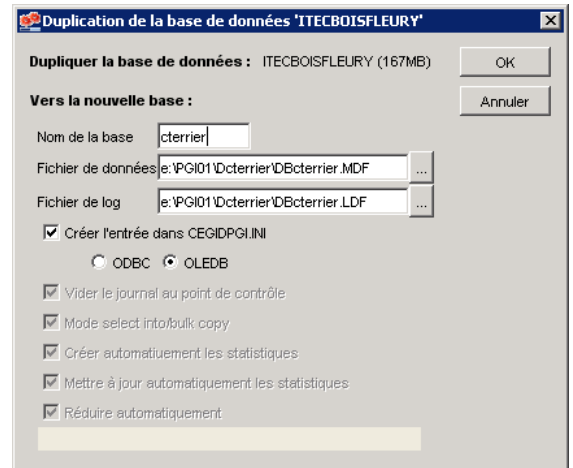 Duplication de la base de données 'ITECBOISFLEURY'
Dupliquer la base de données : ITECBOISFLEURY (167MB)
OK
Vers la nouvelle base :
Annuler
Nom de la base cterrier
Fichier de données e:\PGI01\Dcterrier\DBcterrier.MDF ...
Fichier de log e:\PGI01\Dcterrier\DBcterrier.LDF ...
Créer l'entrée dans CEGIDPGI.INI
ODBC OLEDB
Vider le journal au point de contrôle
Mode select into/bulk copy
Créer automatiuement les statistiques
Mettre à jour automatiquement les statistiques
Réduire automatiquement